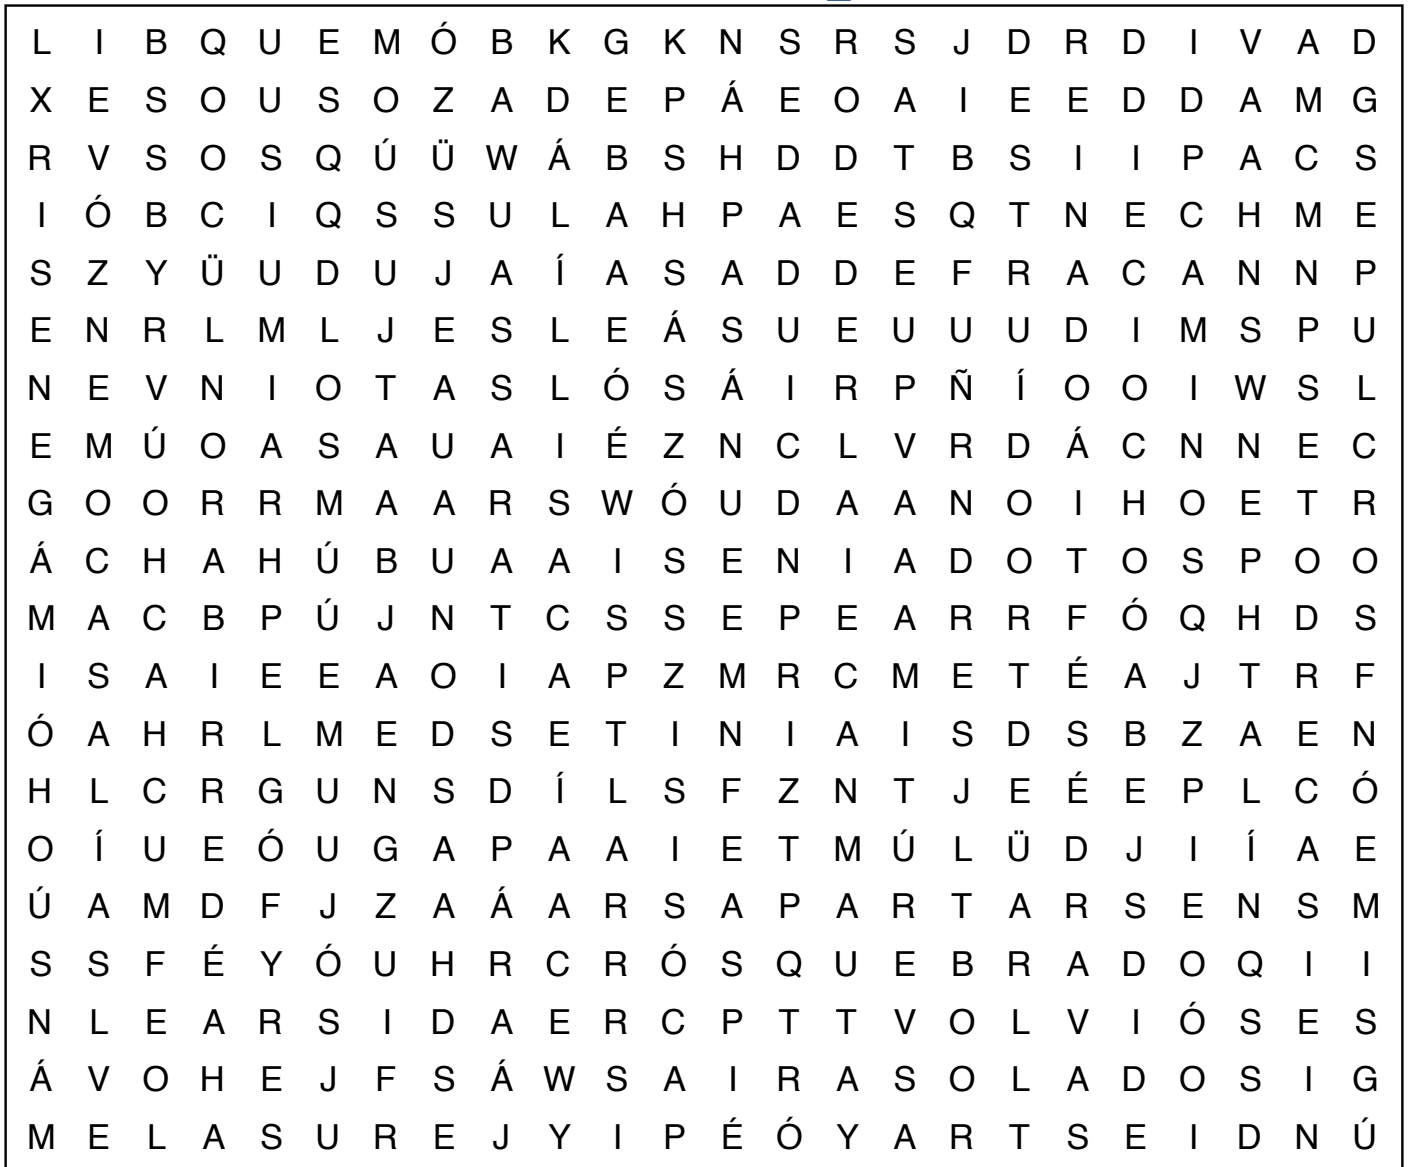 L I B Q U E M Ó B K G K N S R S J D R D I V A D
X E S O U S O Z A D E P Á E O A I E E D D A M G
R V S O S Q Ú Ü W Á B S H D D T B S I I P A C S
I Ó B C I Q S S U L A H P A E S Q T N E C H M E
S Z Y Ü U D U J A Í A S A D D E F R A C A N N P
E N R L M L J E S L E Á S U E U U U D I M S P U
N E V N I O T A S L Ó S Á I R P Ñ Í O O I W S L
E M Ú O A S A U A I É Z N C L V R D Á C N N E C
G O O R R M A A R S W Ó U D A A N O I H O E T R
Á C H A H Ú B U A A I S E N I A D O T O S P O O
M A C B P Ú J N T C S S E P E A R R F Ó Q H D S
I S A I E E A O I A P Z M R C M E T É A J T R F
Ó A H R L M E D S E T I N I A I S D S B Z A E N
H L C R G U N S D Í L S F Z N T J E É E P L C Ó
O Í U E Ó U G A P A A I E T M Ú L Ü D J I Í A E
Ú A M D F J Z A Á A R S A P A R T A R S E N S M
S S F É Y Ó U H R C R Ó S Q U E B R A D O Q I I
N L E A R S I D A E R C P T T V O L V I Ó S E S
Á V O H E J F S Á W S A I R A S O L A D O S I G
M E L A S U R E J Y I P É Ó Y A R T S E I D N Ú